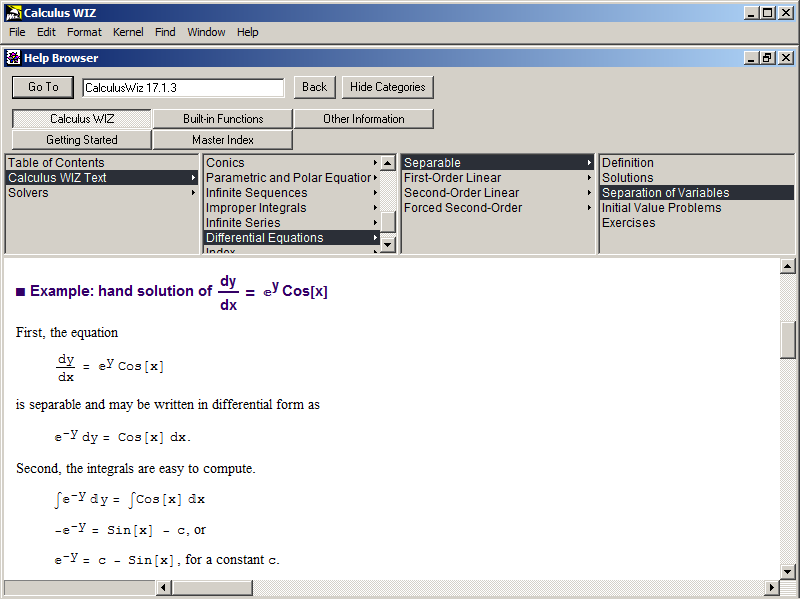 Calculus WIZ
File Edit Format Kernel Find Window Help
Help Browser
Go To CalculusWiz 17.1.3 Back Hide Categories
Calculus WIZ Built-in Functions Other Information
Getting Started Master Index
Table of Contents
Calculus WIZ Text
Solvers
Conics
Parametric and Polar Equation
Infinite Sequences
Improper Integrals
Infinite Series
Differential Equations
Index
Separable
First-Order Linear
Second-Order Linear
Forced Second-Order
Definition
Solutions
Separation of Variables
Initial Value Problems
Exercises
■ Example: hand solution of dy/dx = ⅇ^y Cos[x]
First, the equation
dy/dx = ⅇ^y Cos[x]
is separable and may be written in differential form as
ⅇ^-y dy = Cos[x] dx.
Second, the integrals are easy to compute.
∫ⅇ^-y dy = ∫Cos[x] dx
-ⅇ^-y = Sin[x] - c, or
ⅇ^-y = c - Sin[x], for a constant c.